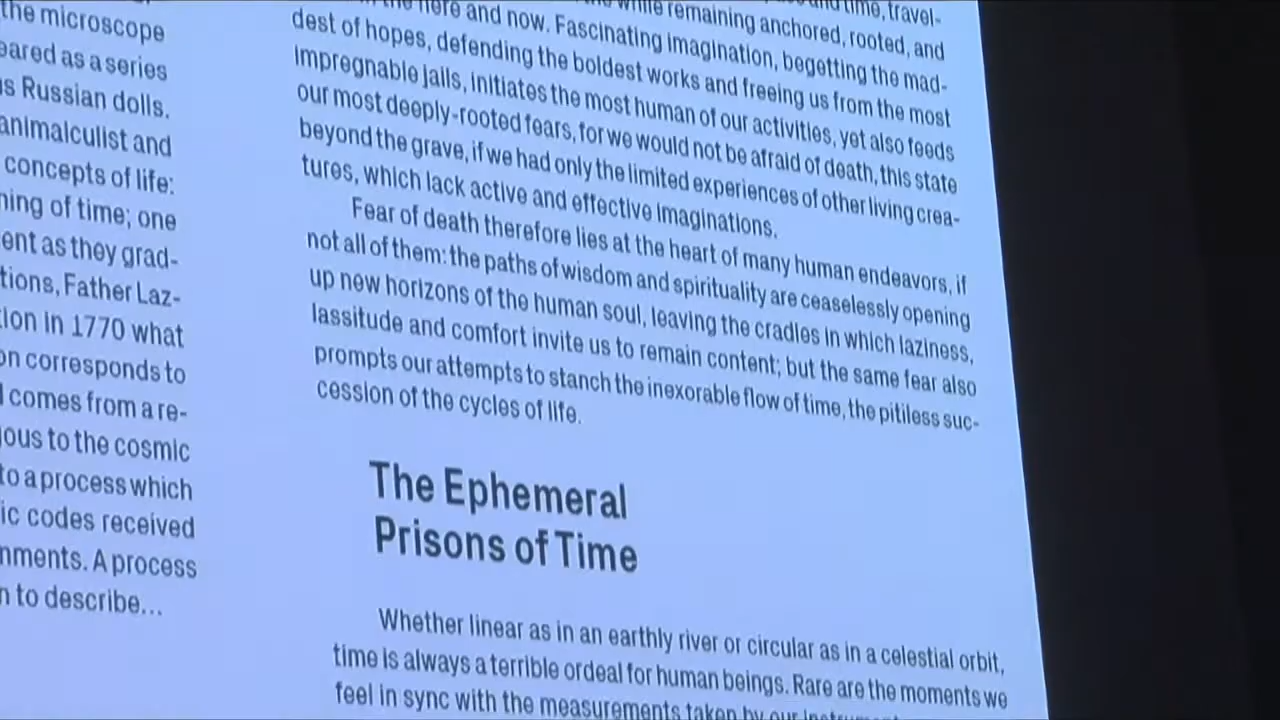 the microscope
eared as a series
as Russian dolls.
animalculist and
concepts of life:
ning of time; one
ent as they grad-
tions, Father Laz-
tion in 1770 what
on corresponds to
comes from a re-
gous to the cosmic
to a process which
ic codes received
nments. A process
n to describe...
and time, travel-
the here and now. Fascinating imagination, begetting the mad-
while remaining anchored, rooted, and
dest of hopes, defending the boldest works and freeing us from the most
impregnable jails, initiates the most human of our activities, yet also feeds
our most deeply-rooted fears, for we would not be afraid of death, this state
beyond the grave, if we had only the limited experiences of other living crea-
tures, which lack active and effective imaginations.
Fear of death therefore lies at the heart of many human endeavors, if
not all of them: the paths of wisdom and spirituality are ceaselessly opening
up new horizons of the human soul, leaving the cradles in which laziness,
lassitude and comfort invite us to remain content; but the same fear also
prompts our attempts to stanch the inexorable flow of time, the pitiless suc-
cession of the cycles of life.
The Ephemeral
Prisons of Time
Whether linear as in an earthly river or circular as in a celestial orbit,
time is always a terrible ordeal for human beings. Rare are the moments we
feel in sync with the measurements taken by our